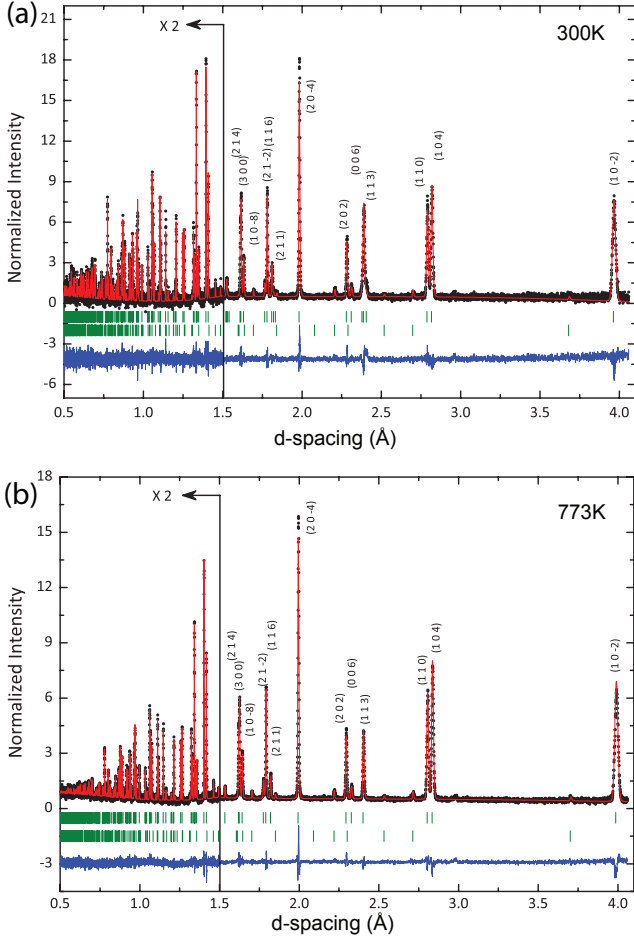 (a)
300K
X 2
21
18
15
12
9
6
3
0
-3
-6
Normalized Intensity
(2 1 4)
(3 0 0)
(1 0 -8)
(2 1 -2)
(1 1 6)
(2 1 1)
(2 0 -4)
(2 0 2)
(0 0 6)
(1 1 3)
(1 1 0)
(1 0 4)
(1 0 -2)
0.5 1.0 1.5 2.0 2.5 3.0 3.5 4.0
d-spacing (Å)
(b)
773K
X 2
18
15
12
9
6
3
0
-3
Normalized Intensity
(2 1 4)
(3 0 0)
(1 0 -8)
(2 1 -2)
(1 1 6)
(2 1 1)
(2 0 -4)
(2 0 2)
(0 0 6)
(1 1 3)
(1 1 0)
(1 0 4)
(1 0 -2)
0.5 1.0 1.5 2.0 2.5 3.0 3.5 4.0
d-spacing (Å)